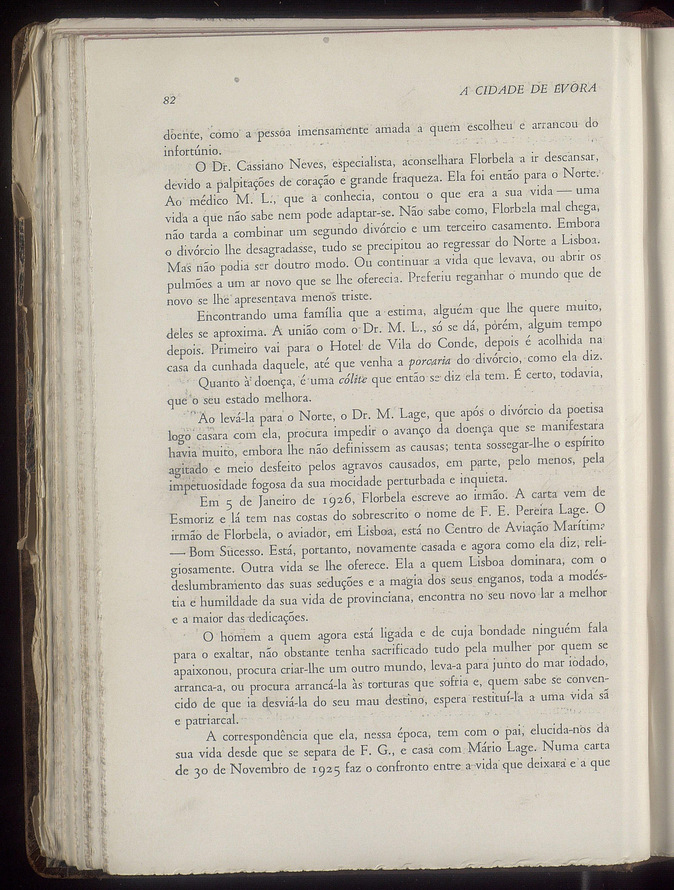 82
A CIDADE DE ÉVORA
doente, como a pessoa imensamente amada a quem escolheu e arrancou do
infortúnio.
O Dr. Cassiano Neves, especialista, aconselhara Florbela a ir descansar,
devido a palpitações de coração e grande fraqueza. Ela foi então para o Norte.
Ao médico M. L., que a conhecia, contou o que era a sua vida — uma
vida a que não sabe nem pode adaptar-se. Não sabe como, Florbela mal chega,
não tarda a combinar um segundo divórcio e um terceiro casamento. Embora
o divórcio lhe desagradasse, tudo se precipitou ao regressar do Norte a Lisboa.
Mas não podia ser doutro modo. Ou continuar a vida que levava, ou abrir os
pulmões a um ar novo que se lhe oferecia. Preferiu reganhar o mundo que de
novo se lhe apresentava menos triste.
Encontrando uma família que a estima, alguém que lhe quere muito,
deles se aproxima. A união com o Dr. M. L., só se dá, pórém, algum tempo
depois. Primeiro vai para o Hotel de Vila do Conde, depois é acolhida na
casa da cunhada daquele, até que venha a porcaria do divórcio, como ela diz.
Quanto à doença, é uma cólite que então se diz ela tem. É certo, todavia,
que o seu estado melhora.
Ao levá-la para o Norte, o Dr. M. Lage, que após o divórcio da poetisa
logo casara com ela, procura impedir o avanço da doença que se manifestara
havia muito, embora lhe não definissem as causas; tenta sossegar-lhe o espírito
agitado e meio desfeito pelos agravos causados, em parte, pelo menos, pela
impetuosidade fogosa da sua mocidade perturbada e inquieta.
Em 5 de Janeiro de 1926, Florbela escreve ao irmão. A carta vem de
Esmoriz e lá tem nas costas do sobrescrito o nome de F. E. Pereira Lage. O
irmão de Florbela, o aviador, em Lisboa, está no Centro de Aviação Marítima
— Bom Sucesso. Está, portanto, novamente casada e agora como ela diz, reli-
giosamente. Outra vida se lhe oferece. Ela a quem Lisboa dominara, com o
deslumbramento das suas seduções e a magia dos seus enganos, toda a modés-
tia e humildade da sua vida de provinciana, encontra no seu novo lar a melhor
e a maior das dedicações.
O homem a quem agora está ligada e de cuja bondade ninguém fala
para o exaltar, não obstante tenha sacrificado tudo pela mulher por quem se
apaixonou, procura criar-lhe um outro mundo, leva-a para junto do mar iodado,
arranca-a, ou procura arrancá-la às torturas que sofria e, quem sabe se conven-
cido de que ia desviá-la do seu mau destino, espera restituí-la a uma vida sã
e patriarcal.
A correspondência que ela, nessa época, tem com o pai, elucida-nos da
sua vida desde que se separa de F. G., e casa com Mário Lage. Numa carta
de 30 de Novembro de 1925 faz o confronto entre a vida que deixara e a que